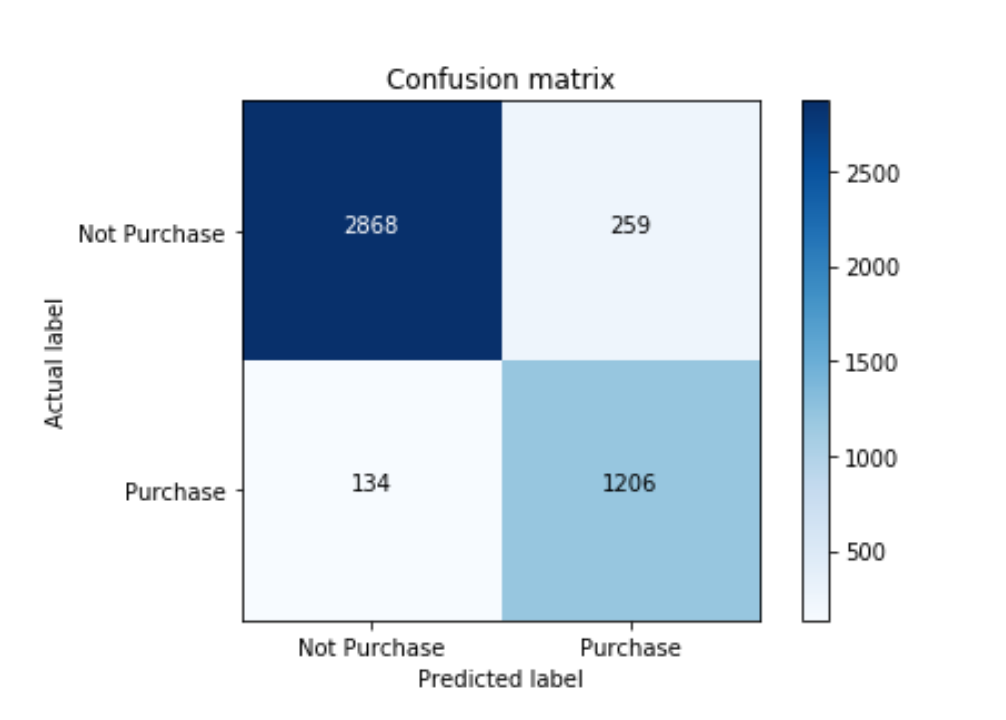 Confusion matrix
Not Purchase
2868
259
Purchase
134
1206
Not Purchase
Purchase
Predicted label
Actual label
2500
2000
1500
1000
500